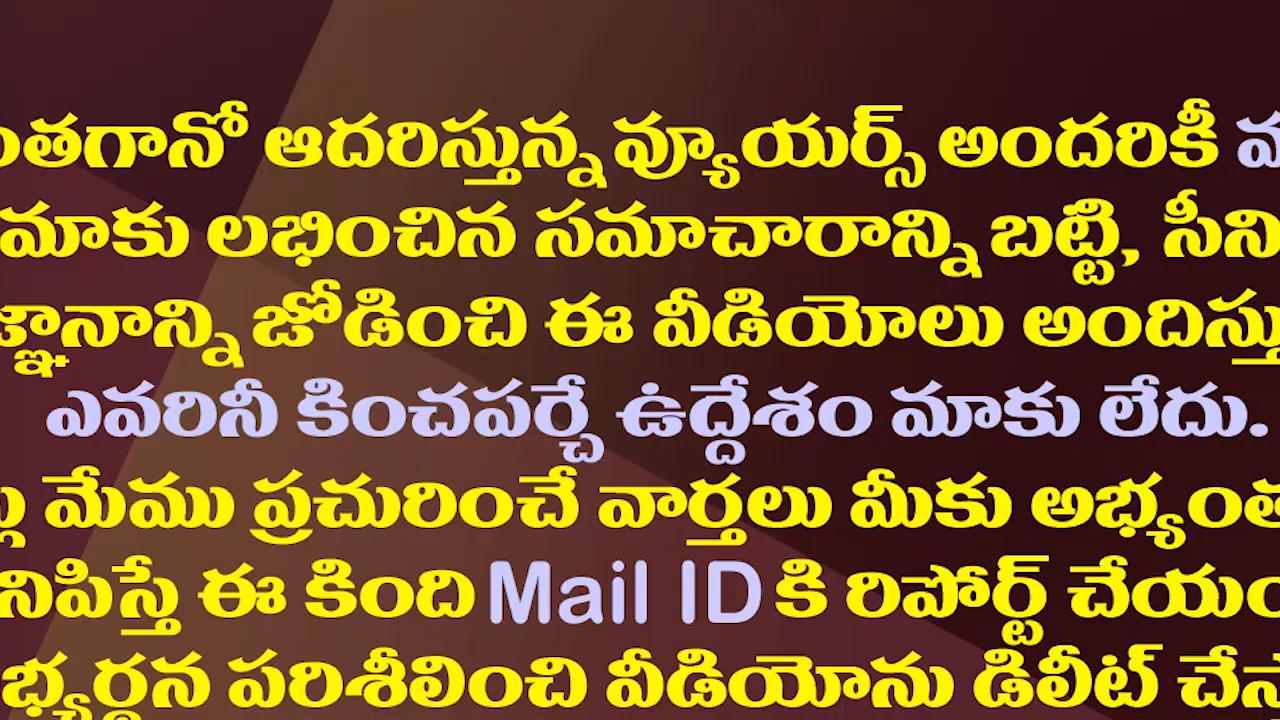 ఆదరిస్తున్న వ్యూయర్స్ అందరికీ
మాకు లభించిన సమాచారాన్ని బట్టి, సీని
జోడించి ఈ వీడియోలు
ఎవరినీ కించపర్చే ఉద్దేశం మాకు లేదు.
మేము ప్రచురించే వార్తలు మీకు
ఈ కింది Mail ID కి రిపోర్ట్
పరిశీలించి వీడియోను డిలీట్